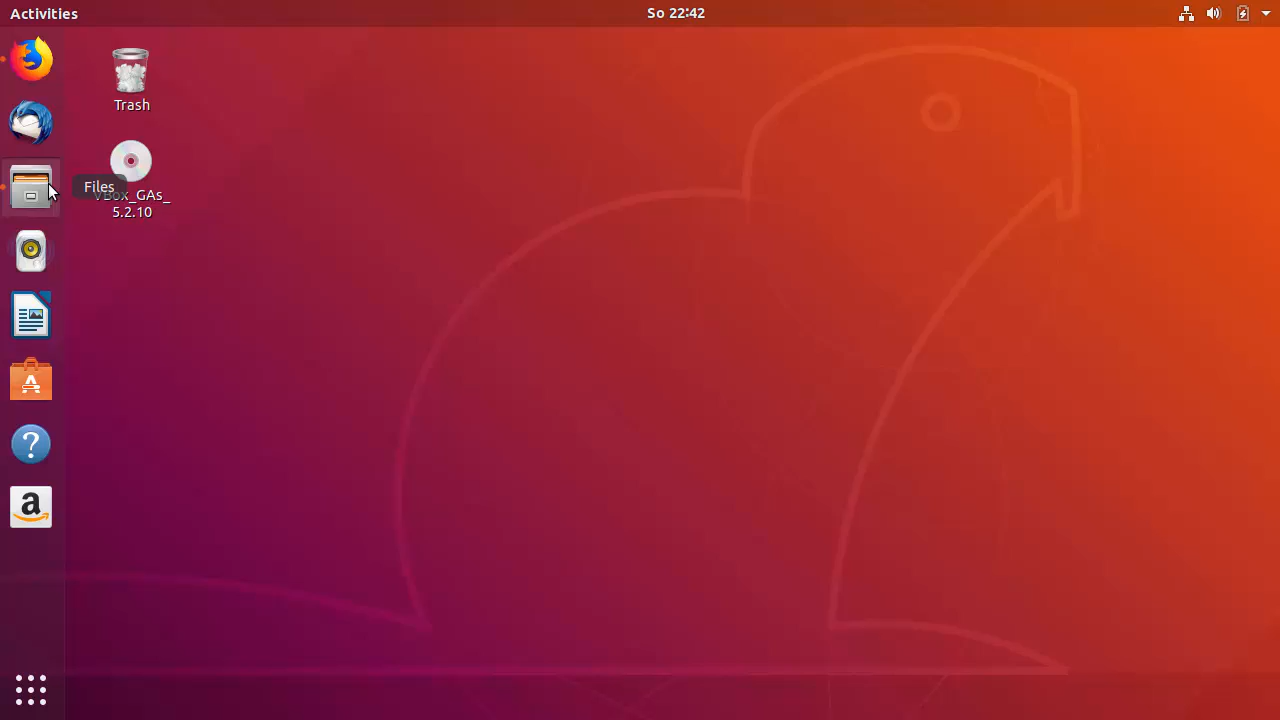 Activities
So 22:42
Trash
Files
VBox_GAs_
5.2.10